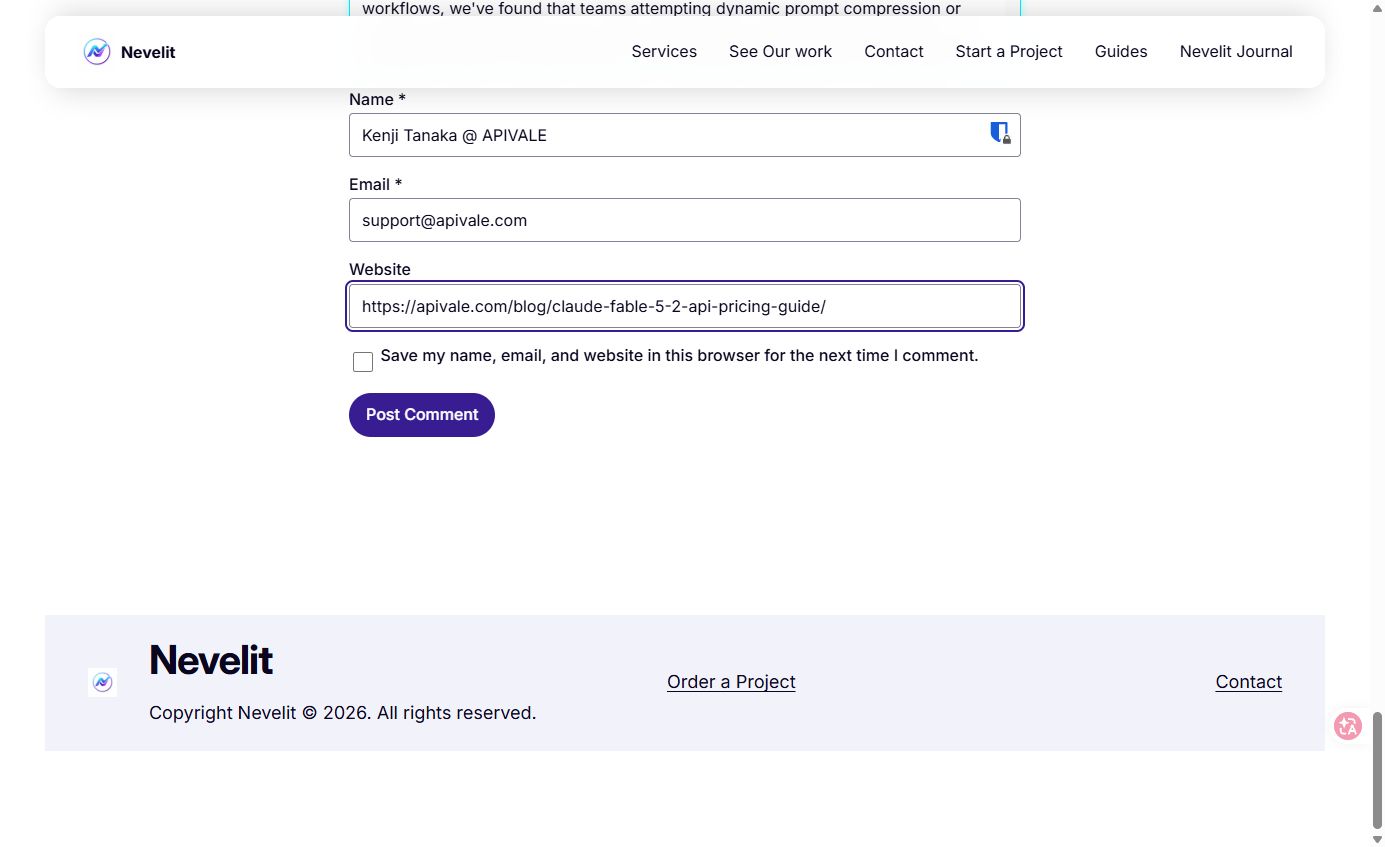 workflows, we've found that teams attempting dynamic prompt compression or
Nevelit
Services
See Our work
Contact
Start a Project
Guides
Nevelit Journal
Name *
Kenji Tanaka @ APIVALE
Email *
support@apivale.com
Website
https://apivale.com/blog/claude-fable-5-2-api-pricing-guide/
Save my name, email, and website in this browser for the next time I comment.
Post Comment
Nevelit
Copyright Nevelit © 2026. All rights reserved.
Order a Project
Contact